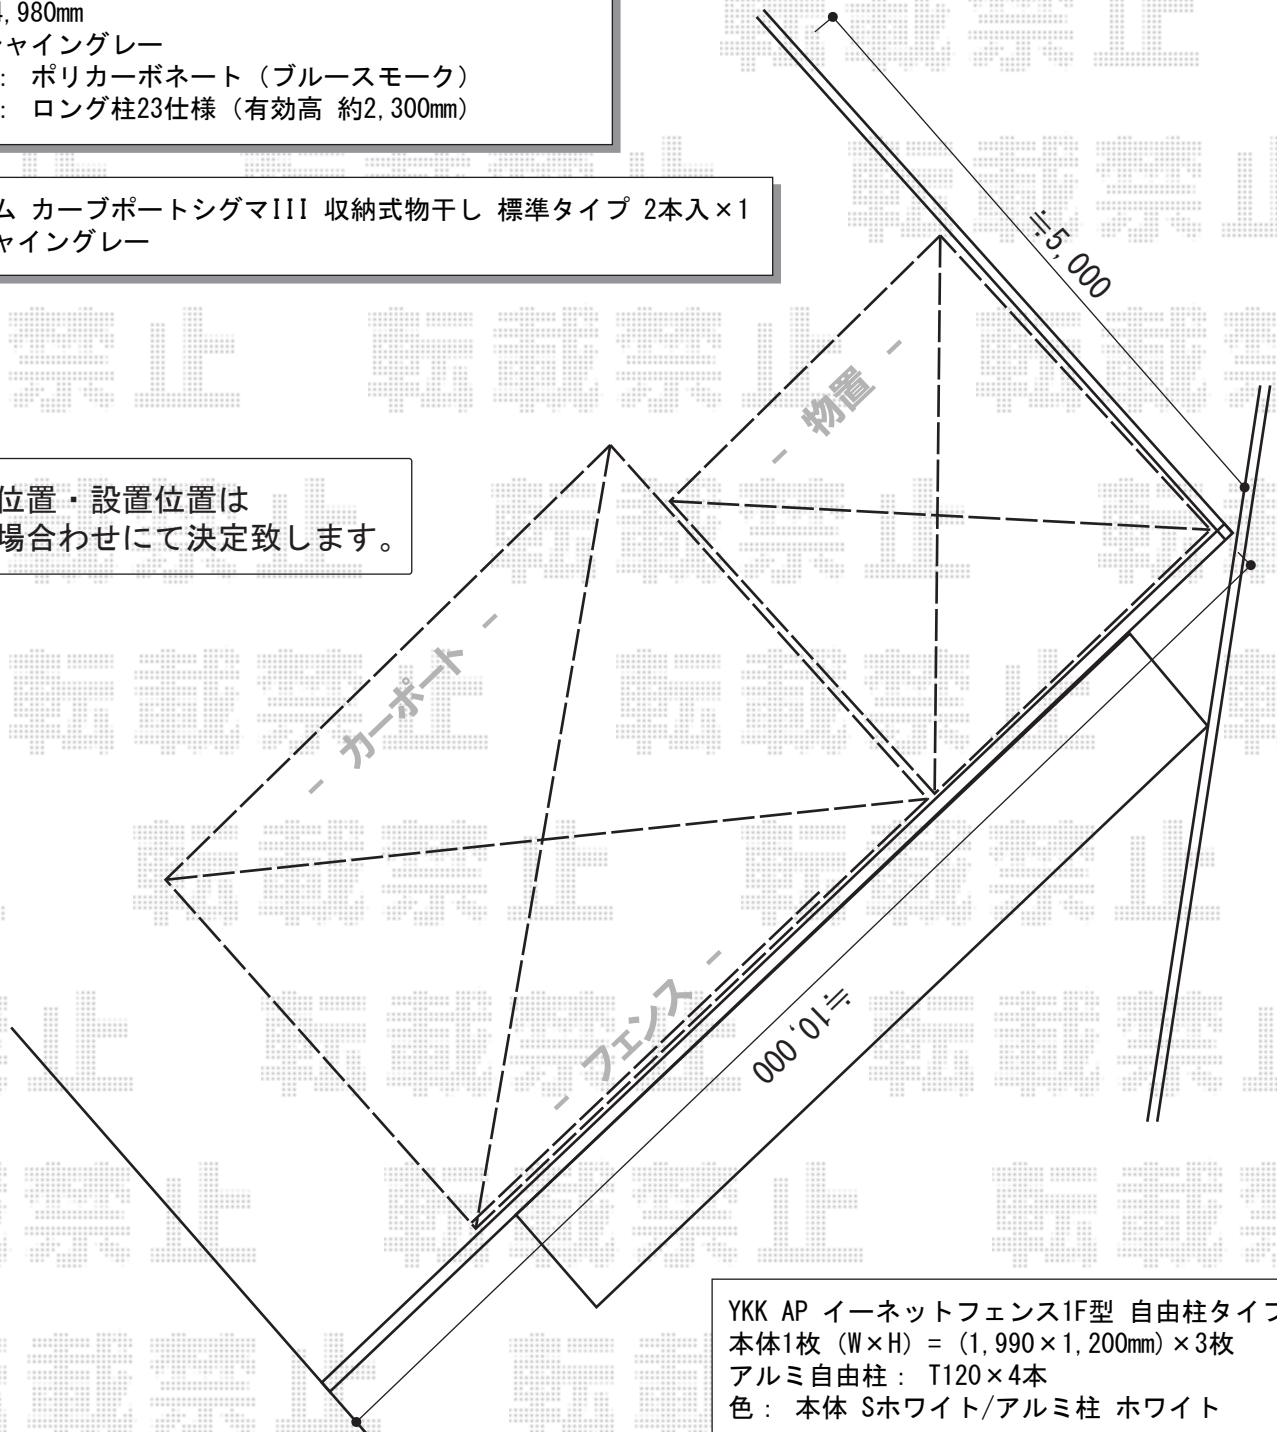 4,980mm
シャイングレー
： ポリカーボネート（ブルースモーク）
： ロング柱23仕様（有効高 約2,300mm）
ム カーブポートシグマIII 収納式物干し 標準タイプ 2本入×1
ャイングレー
≒5,000
- 物置 -
位置・設置位置は
場合わせにて決定致します。
- カーポート -
- フェンス -
≒10,000
YKK AP イーネットフェンス1F型 自由柱タイプ
本体1枚（W×H）＝（1,990×1,200mm）×3枚
アルミ自由柱： T120×4本
色： 本体 Sホワイト/アルミ柱 ホワイト
転載禁止